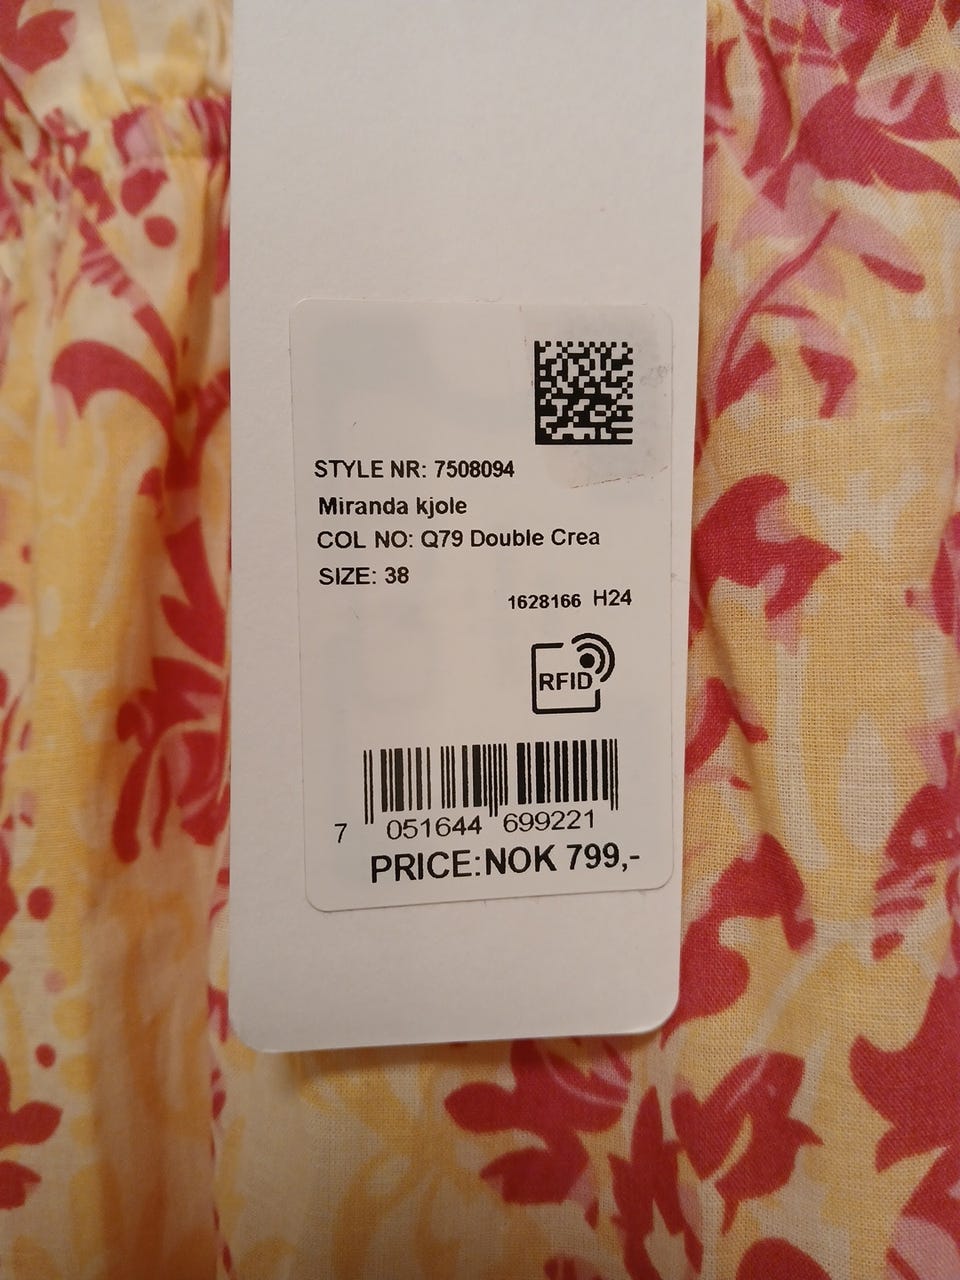 STYLE NR: 7508094
Miranda kjole
COL NO: Q79 Double Crea
SIZE: 38
1628166 H24
RFID
7 051644 699221
PRICE:NOK 799,-